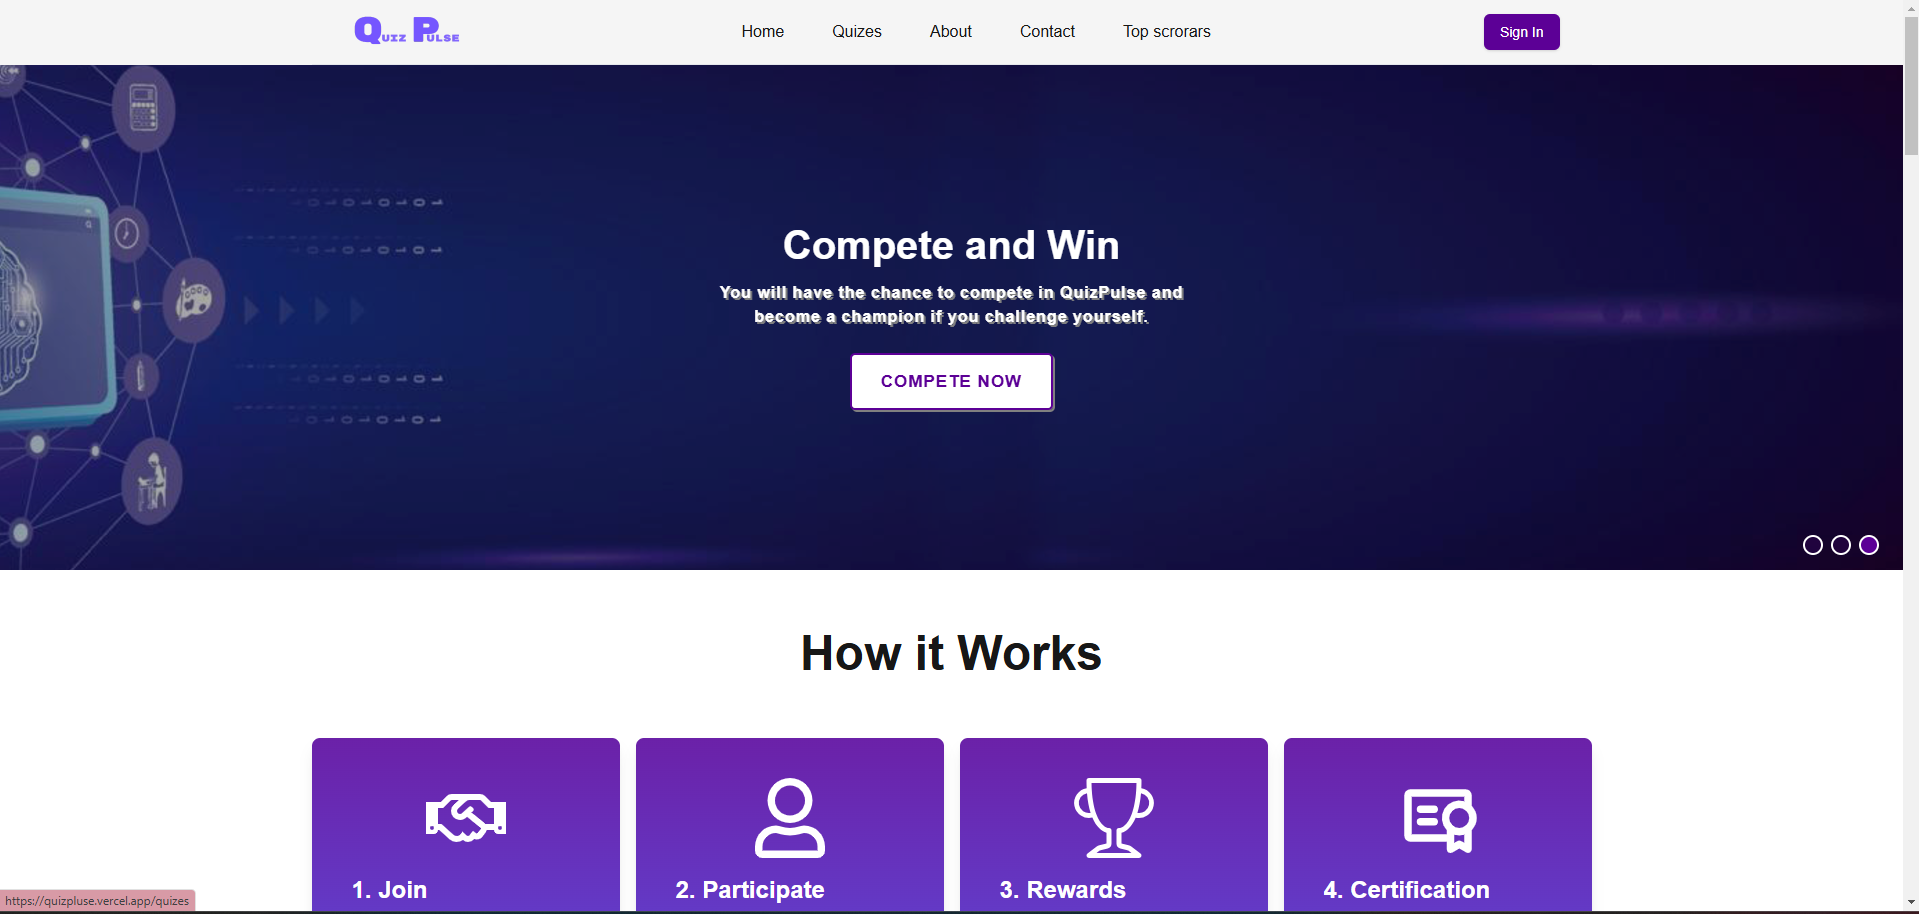 Quiz Pulse
Home
Quizes
About
Contact
Top scrorars
Sign In
101010101
101010101
Compete and Win
You will have the chance to compete in QuizPulse and
become a champion if you challenge yourself.
COMPETE NOW
How it Works
1. Join
2. Participate
3. Rewards
4. Certification
https://quizpluse.vercel.app/quizes